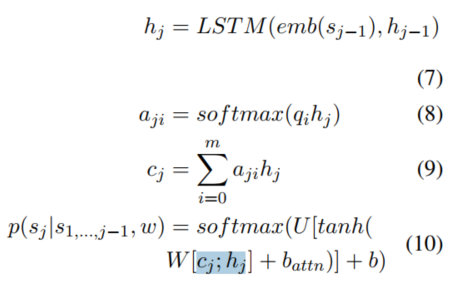 h_j = LSTM(emb(s_{j−1}), h_{j−1})
(7)
a_{ji} = softmax(q_i h_j) (8)
c_j = \sum_{i=0}^{m} a_{ji} h_j (9)
p(s_j|s_{1,...,j−1}, w) = softmax(U[tanh(
W[c_j; h_j] + b_{attn})] + b) (10)